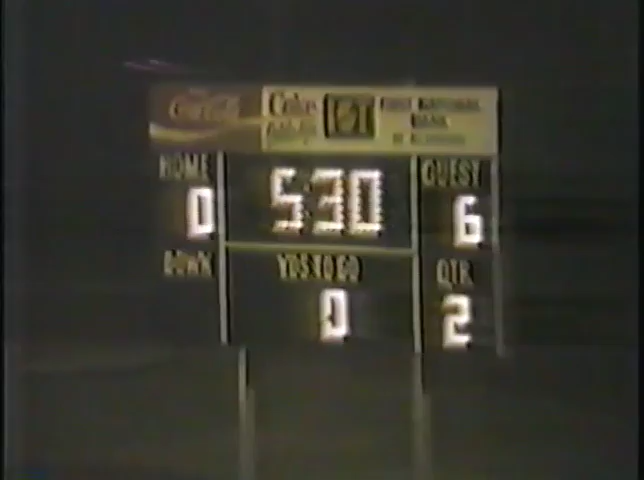 Coca-Cola
Coke
FIRST NATIONAL
BANK
HOME
0
5:30
GUEST
6
DOWN
YDS TO GO
0
QTR
2